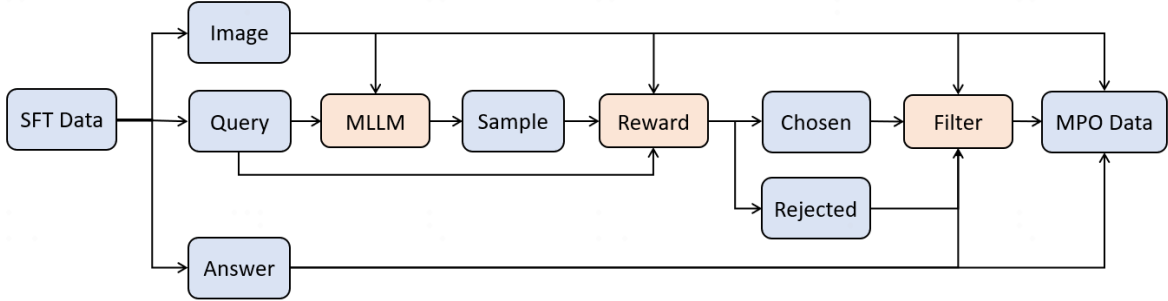 Image
SFT Data
Query
MLLM
Sample
Reward
Chosen
Filter
MPO Data
Rejected
Answer